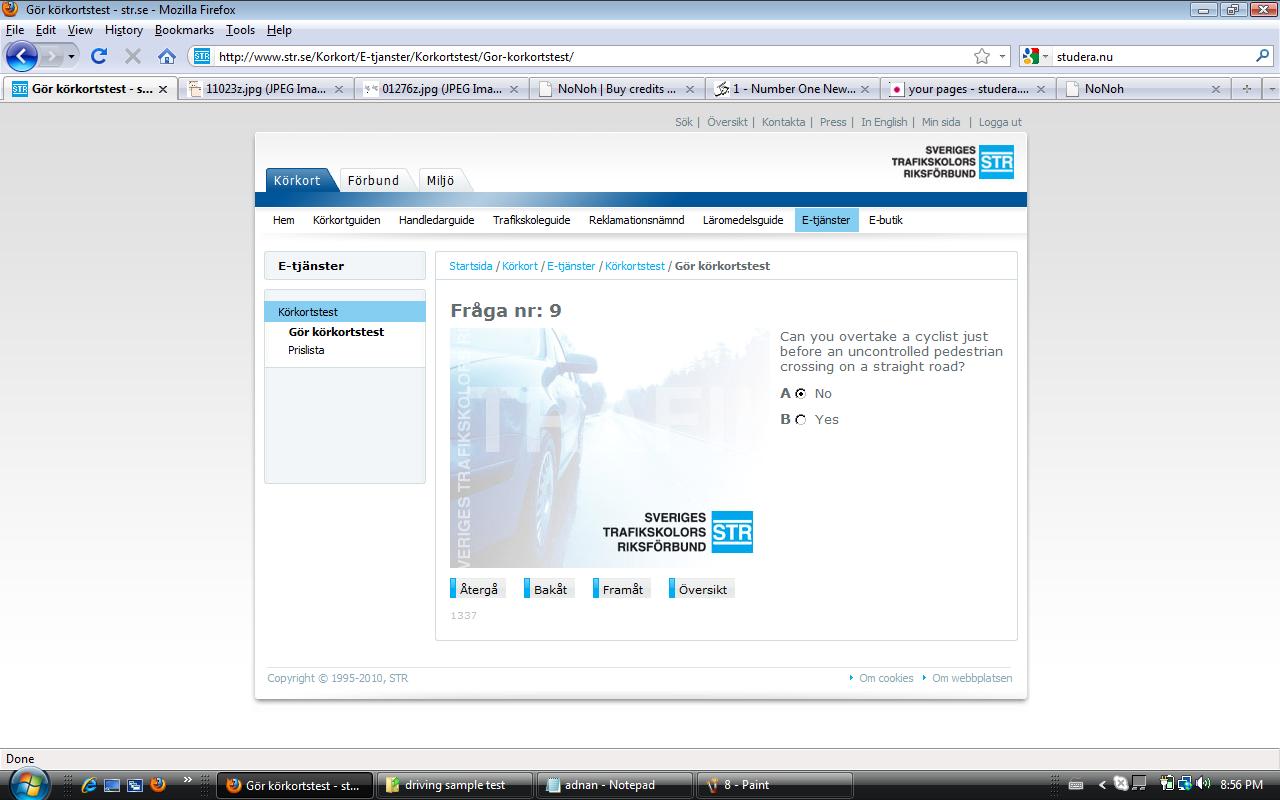 Gör körkortstest - str.se - Mozilla Firefox
File Edit View History Bookmarks Tools Help
STR http://www.str.se/Korkort/E-tjanster/Korkortstest/Gor-korkortstest/ studera.nu
STR Gör körkortstest - s... 11023z.jpg (JPEG Ima... 01276z.jpg (JPEG Ima... NoNoh | Buy credits ... 1 - Number One New... your pages - studera.... NoNoh
Sök | Översikt | Kontakta | Press | In English | Min sida | Logga ut
SVERIGES
TRAFIKSKOLORS STR
RIKSFÖRBUND
Körkort Förbund Miljö
Hem Körkortguiden Handledarguide Trafikskoleguide Reklamationsnämnd Läromedelsguide E-tjänster E-butik
E-tjänster
Körkortstest
Gör körkortstest
Prislista
Startsida / Körkort / E-tjänster / Körkortstest / Gör körkortstest
Fråga nr: 9
Can you overtake a cyclist just
before an uncontrolled pedestrian
crossing on a straight road?
A No
B Yes
VERIGES TRAFIKSKOLORS RI
TRAFI
SVERIGES
TRAFIKSKOLORS STR
RIKSFÖRBUND
Återgå Bakåt Framåt Översikt
1337
Copyright © 1995-2010, STR Om cookies Om webbplatsen
Done
Gör körkortstest - st... driving sample test adnan - Notepad 8 - Paint 8:56 PM